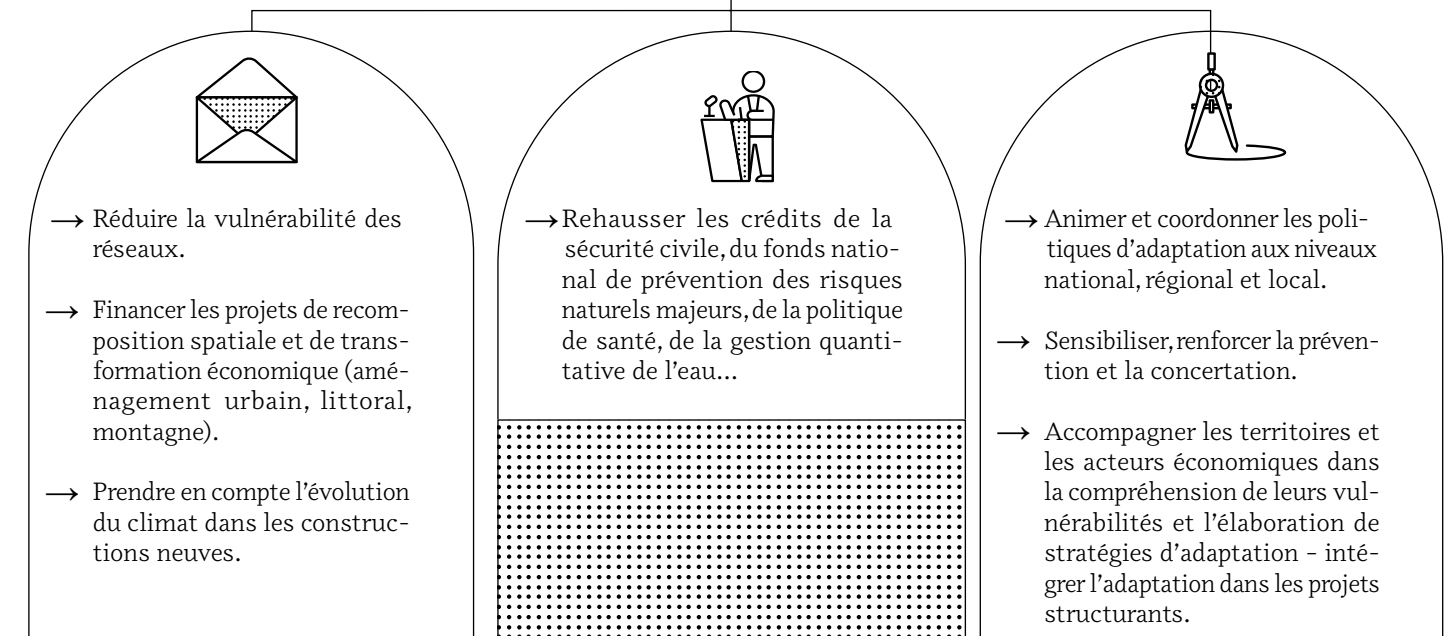 → Réduire la vulnérabilité des
réseaux.
→ Financer les projets de recom-
position spatiale et de trans-
formation économique (amé-
nagement urbain, littoral,
montagne).
→ Prendre en compte l'évolution
du climat dans les construc-
tions neuves.
→ Rehausser les crédits de la
sécurité civile, du fonds natio-
nal de prévention des risques
naturels majeurs, de la politique
de santé, de la gestion quanti-
tative de l'eau...
→ Animer et coordonner les poli-
tiques d'adaptation aux niveaux
national, régional et local.
→ Sensibiliser, renforcer la préven-
tion et la concertation.
→ Accompagner les territoires et
les acteurs économiques dans
la compréhension de leurs vul-
nérabilités et l'élaboration de
stratégies d'adaptation - inté-
grer l'adaptation dans les projets
structurants.